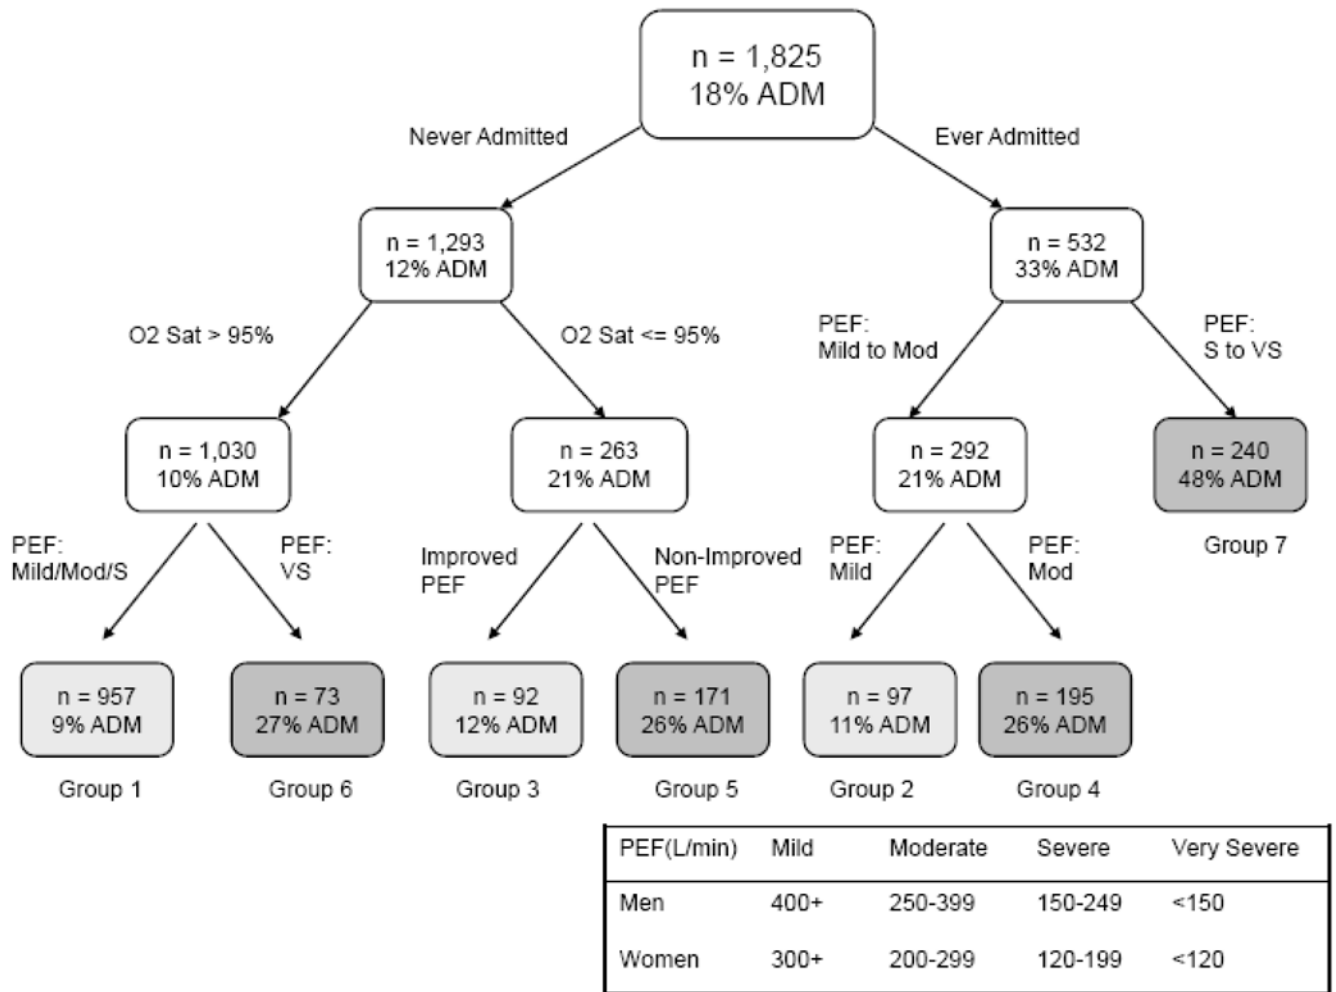 n = 1,825
18% ADM
Never Admitted
Ever Admitted
n = 1,293
12% ADM
n = 532
33% ADM
O2 Sat > 95%
O2 Sat <= 95%
PEF:
Mild to Mod
PEF:
S to VS
n = 1,030
10% ADM
n = 263
21% ADM
n = 292
21% ADM
n = 240
48% ADM
Group 7
PEF:
Mild/Mod/S
PEF:
VS
Improved
PEF
Non-Improved
PEF
PEF:
Mild
PEF:
Mod
n = 957
9% ADM
n = 73
27% ADM
n = 92
12% ADM
n = 171
26% ADM
n = 97
11% ADM
n = 195
26% ADM
Group 1
Group 6
Group 3
Group 5
Group 2
Group 4
PEF(L/min) Mild Moderate Severe Very Severe
Men 400+ 250-399 150-249 <150
Women 300+ 200-299 120-199 <120